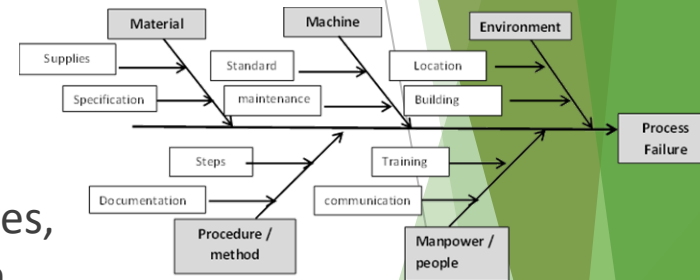 Material
Machine
Environment
Supplies
Standard
Location
Specification
maintenance
Building
Process
Failure
Steps
Training
Documentation
communication
es,
Procedure /
method
Manpower /
people